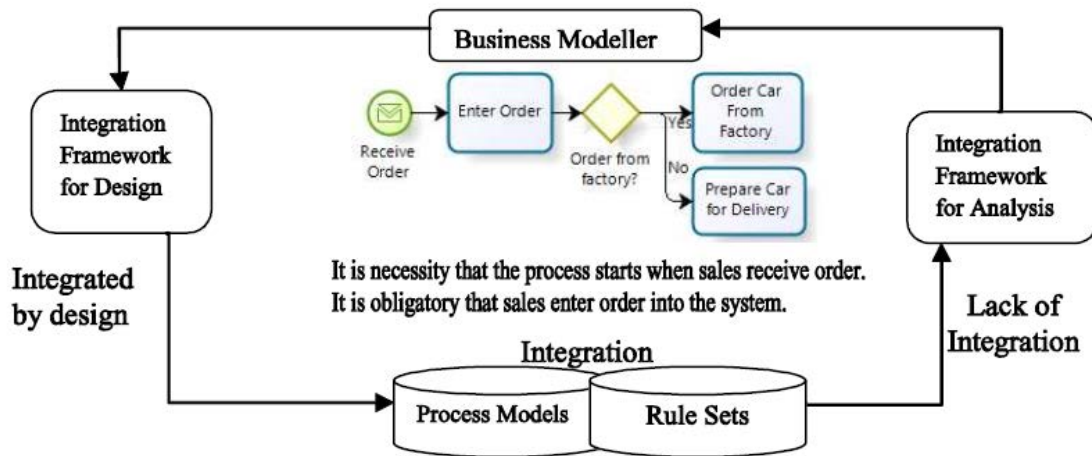 Business Modeller
Integration
Framework
for Design
Receive
Order
Enter Order
Order from
factory?
Yes
No
Order Car
From
Factory
Prepare Car
for Delivery
Integration
Framework
for Analysis
Integrated
by design
It is necessity that the process starts when sales receive order.
It is obligatory that sales enter order into the system.
Lack of
Integration
Integration
Process Models
Rule Sets